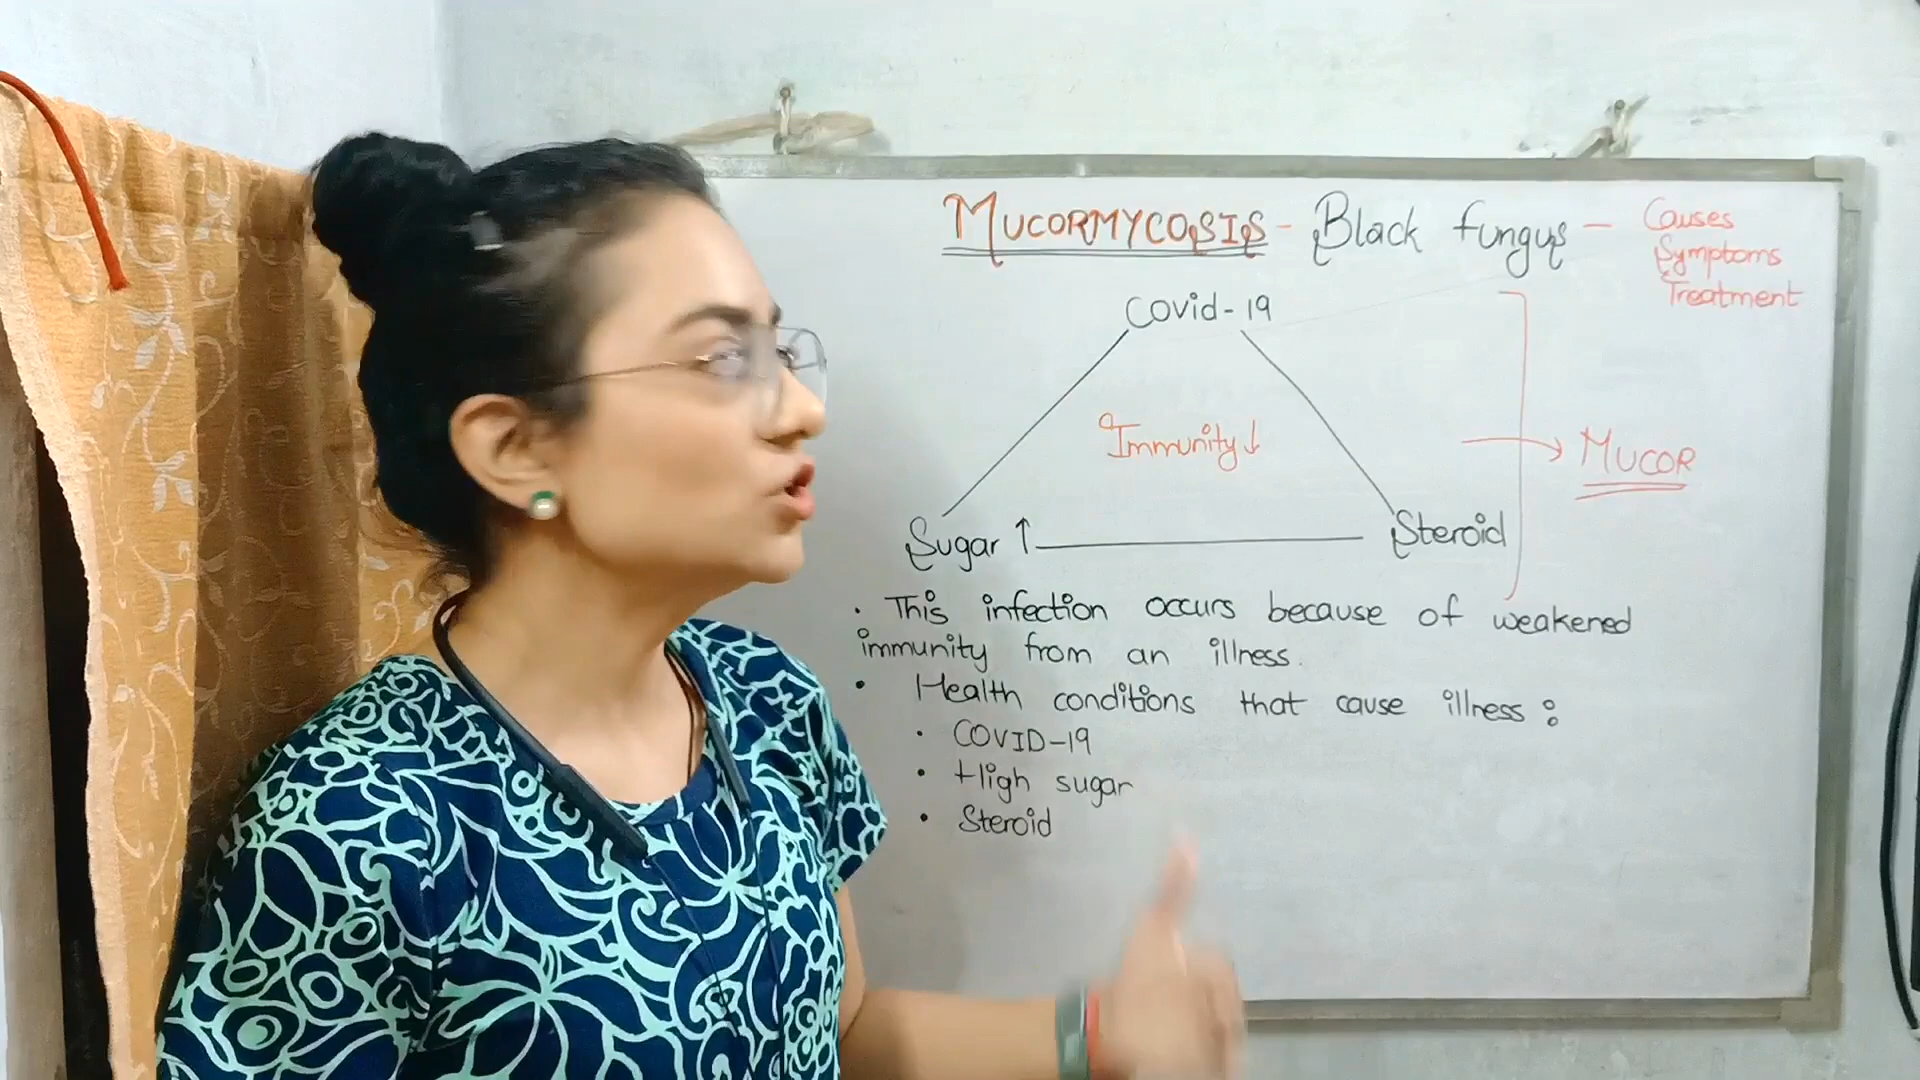 MUCORMYCOSIS - Black fungus - Causes
Symptoms
Treatment
Covid-19
Immunity ↓
MUCOR
Sugar ↑
Steroid
• This infection occurs because of weakened
immunity from an illness.
• Health conditions that cause illness :
• COVID-19
• High sugar
• Steroid